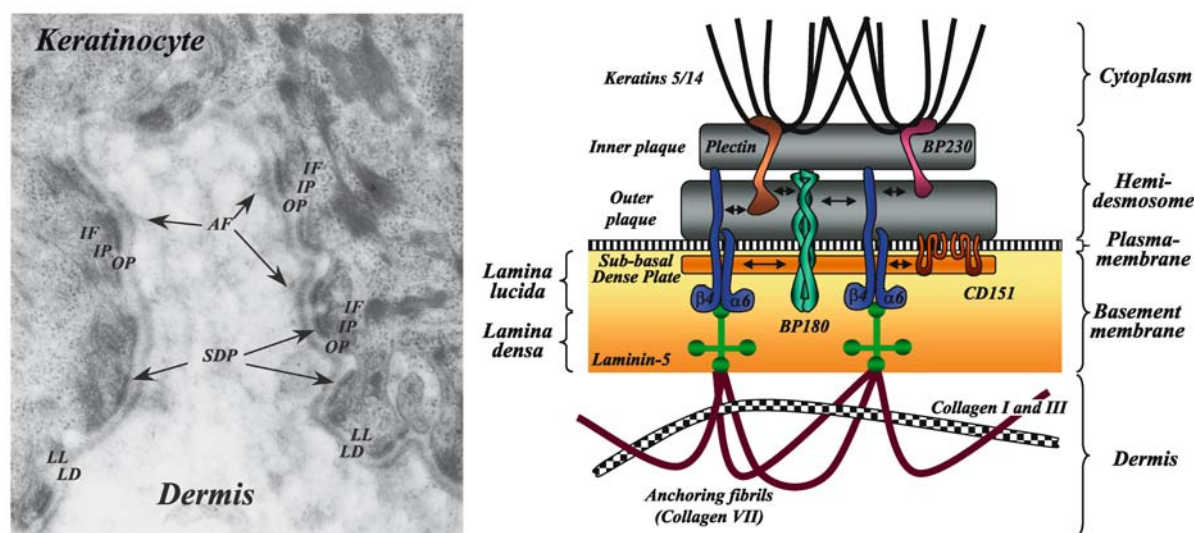 Keratinocyte
IF
IP
OP
AF
IF
IP
OP
IF
IP
OP
SDP
LL
LD
LL
LD
Dermis
Keratins 5/14
Cytoplasm
Inner plaque
Plectin
BP230
Outer
plaque
Hemi-
desmosome
Plasma-
membrane
Sub-basal
Dense Plate
Lamina
lucida
β4
α6
β4
α6
CD151
BP180
Basement
membrane
Lamina
densa
Laminin-5
Collagen I and III
Dermis
Anchoring fibrils
(Collagen VII)